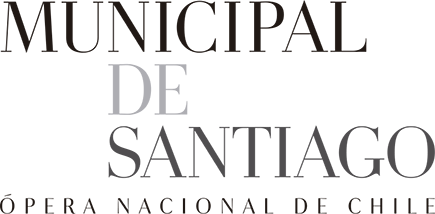 MUNICIPAL
DE
SANTIAGO
ÓPERA NACIONAL DE CHILE